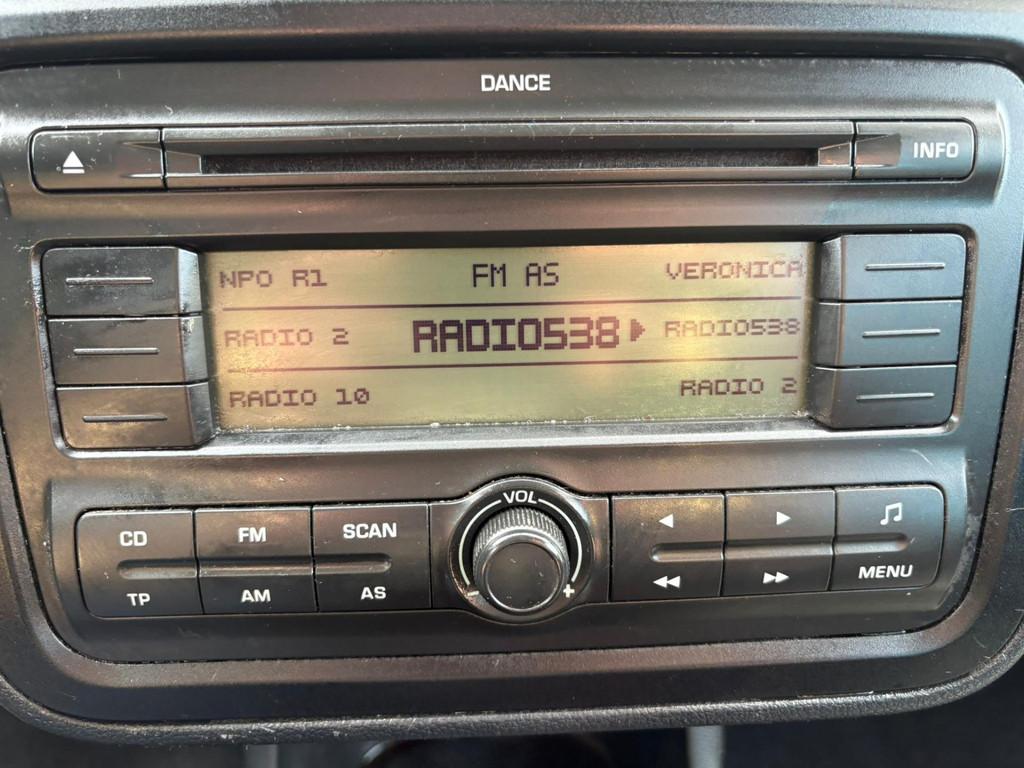 DANCE
INFO
NPO R1 FM AS VERONICA
RADIO 2 RADIO538 RADIO538
RADIO 10 RADIO 2
VOL
CD FM SCAN
MENU
TP AM AS - +